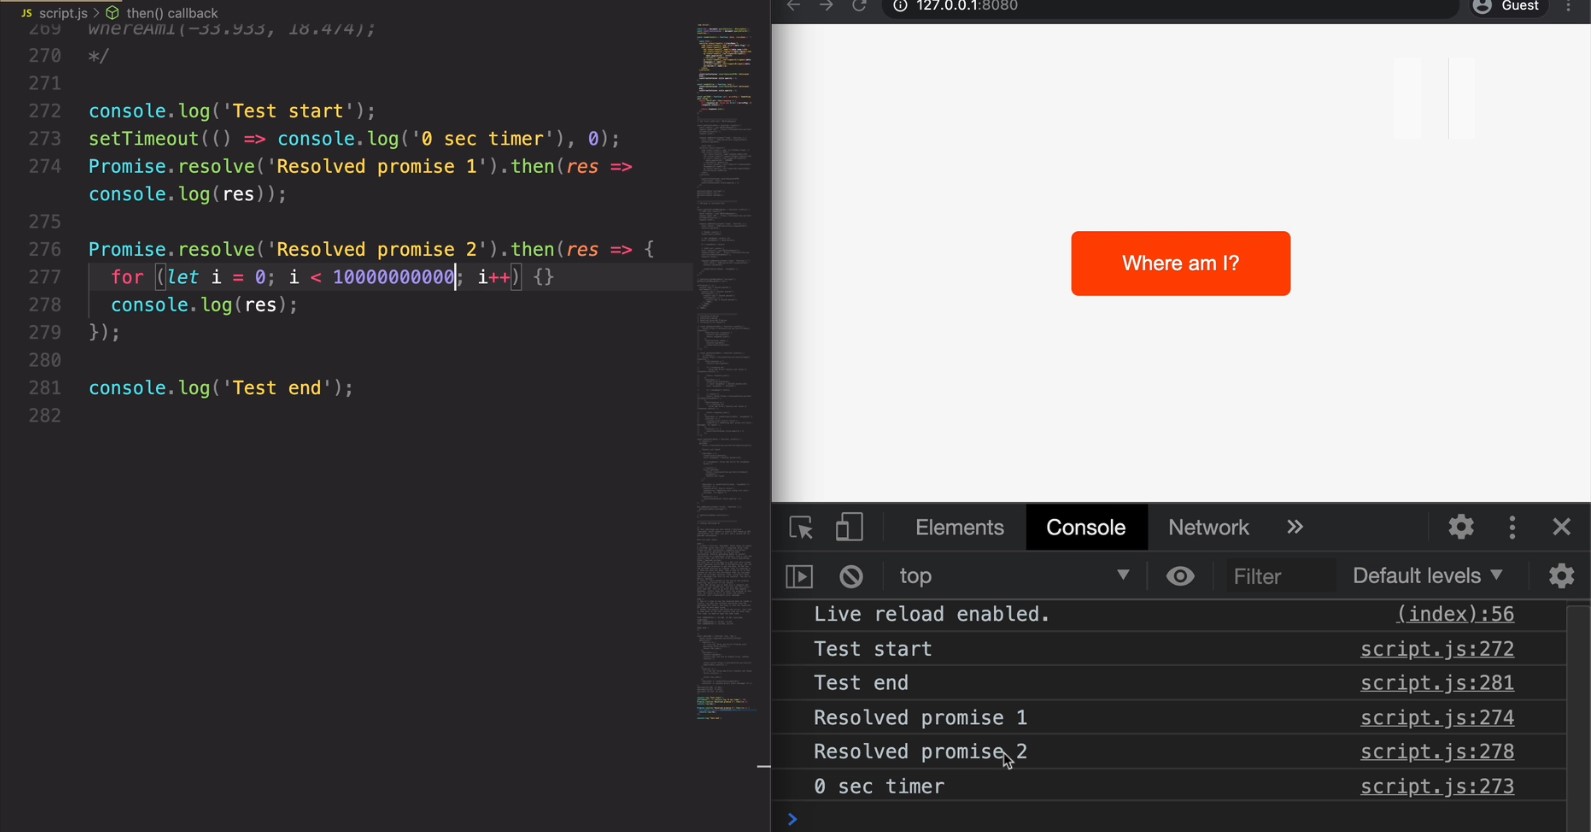 JS script.js > then() callback
269 whereAmI(-33.933, 18.474);
270 */
271
272 console.log('Test start');
273 setTimeout(() => console.log('0 sec timer'), 0);
274 Promise.resolve('Resolved promise 1').then(res =>
console.log(res));
275
276 Promise.resolve('Resolved promise 2').then(res => {
277 for (let i = 0; i < 10000000000; i++) {}
278 console.log(res);
279 });
280
281 console.log('Test end');
282
127.0.0.1:8080
Guest
Where am I?
Elements Console Network »
top Filter Default levels
Live reload enabled. (index):56
Test start script.js:272
Test end script.js:281
Resolved promise 1 script.js:274
Resolved promise 2 script.js:278
0 sec timer script.js:273
>